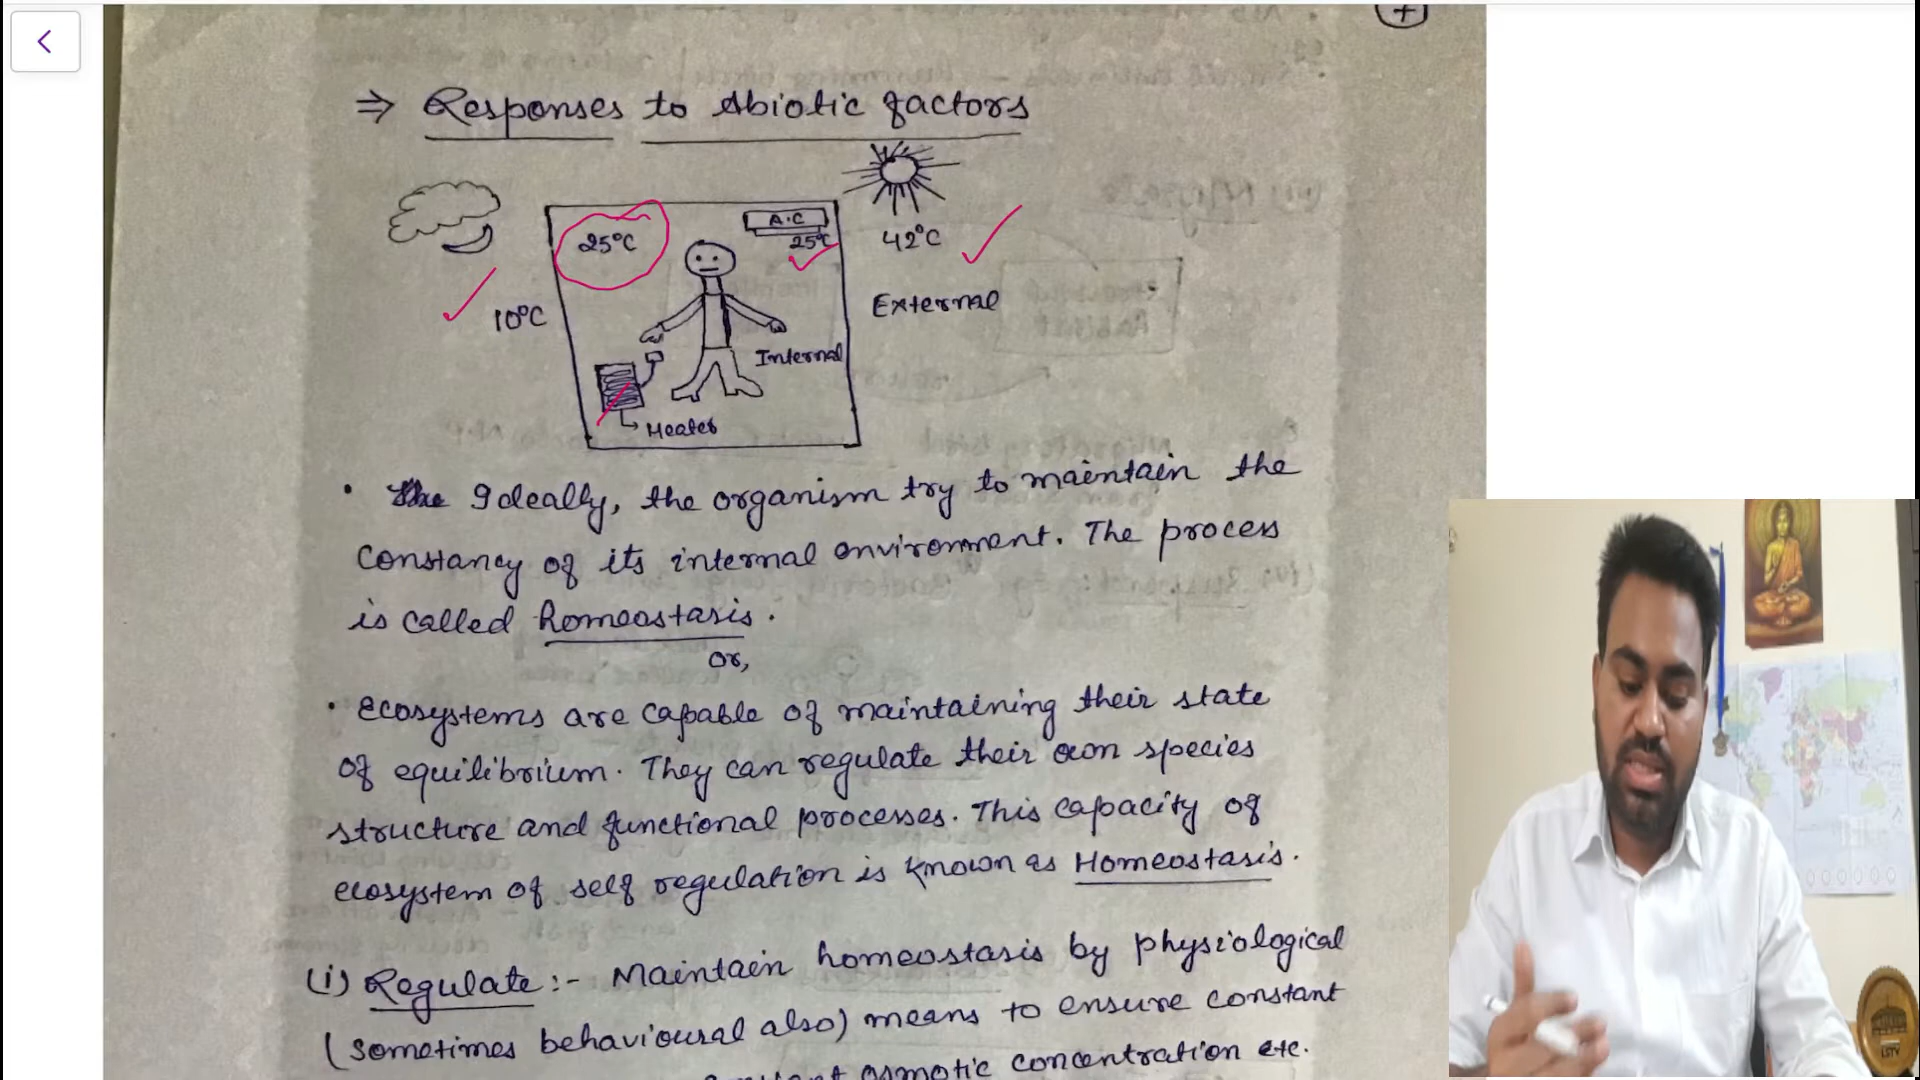 ⇒ Responses to Abiotic factors
25°C
A.C
25°C
42°C
10°C
External
Internal
Heater
• Ideally, the organism try to maintain the
constancy of its internal environment. The process
is called homeostasis.
or,
• Ecosystems are capable of maintaining their state
of equilibrium. They can regulate their own species
structure and functional processes. This capacity of
ecosystem of self regulation is known as Homeostasis.
(i) Regulate :- Maintain homeostasis by physiological
(sometimes behavioural also) means to ensure constant
osmotic concentration etc.
LSTV